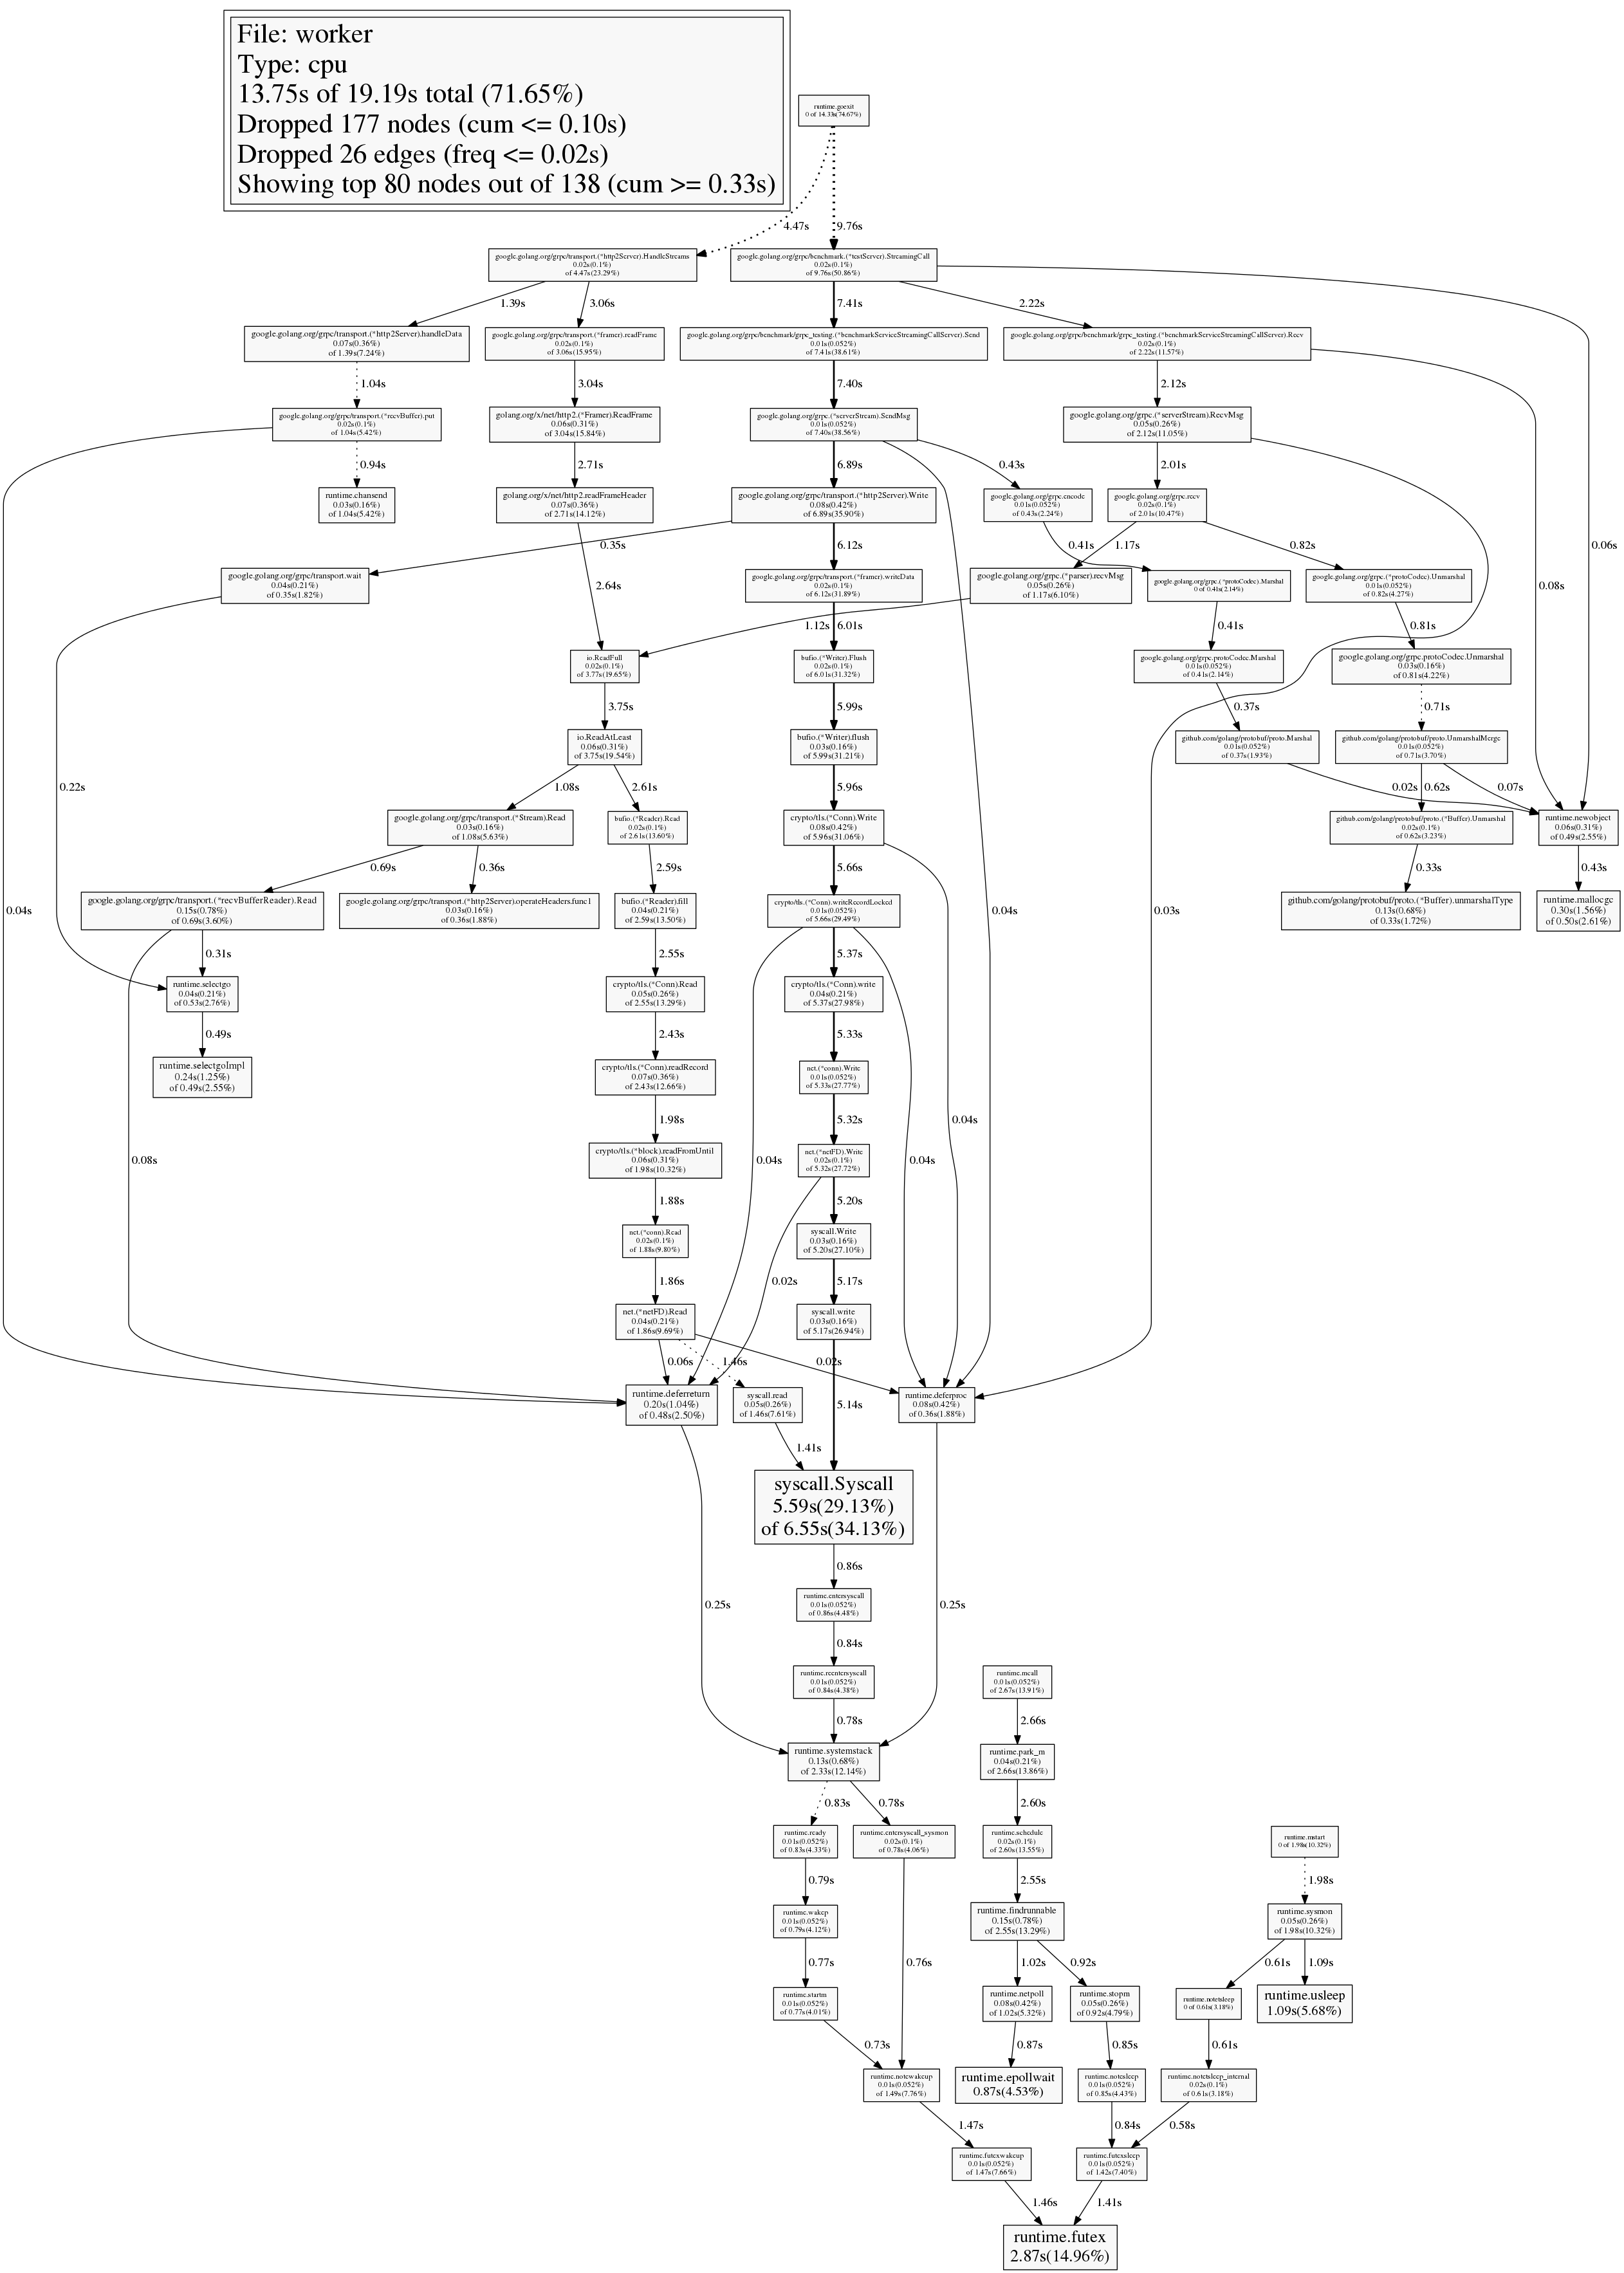 File: worker
Type: cpu
13.75s of 19.19s total (71.65%)
Dropped 177 nodes (cum <= 0.10s)
Dropped 26 edges (freq <= 0.02s)
Showing top 80 nodes out of 138 (cum >= 0.33s)
runtime.goexit
0 of 14.33s(74.67%)
4.47s
9.76s
google.golang.org/grpc/transport.(*http2Server).HandleStreams
0.02s(0.1%)
of 4.47s(23.29%)
google.golang.org/grpc/benchmark.(*testServer).StreamingCall
0.02s(0.1%)
of 9.76s(50.86%)
1.39s
3.06s
7.41s
2.22s
google.golang.org/grpc/transport.(*http2Server).handleData
0.07s(0.36%)
of 1.39s(7.24%)
google.golang.org/grpc/transport.(*framer).readFrame
0.02s(0.1%)
of 3.06s(15.95%)
google.golang.org/grpc/benchmark/grpc_testing.(*benchmarkServiceStreamingCallServer).Send
0.01s(0.052%)
of 7.41s(38.61%)
google.golang.org/grpc/benchmark/grpc_testing.(*benchmarkServiceStreamingCallServer).Recv
0.02s(0.1%)
of 2.22s(11.57%)
1.04s
3.04s
7.40s
2.12s
google.golang.org/grpc/transport.(*recvBuffer).put
0.02s(0.1%)
of 1.04s(5.42%)
golang.org/x/net/http2.(*Framer).ReadFrame
0.06s(0.31%)
of 3.04s(15.84%)
google.golang.org/grpc.(*serverStream).SendMsg
0.01s(0.052%)
of 7.40s(38.56%)
google.golang.org/grpc.(*serverStream).RecvMsg
0.05s(0.26%)
of 2.12s(11.05%)
0.94s
2.71s
6.89s
0.43s
2.01s
runtime.chansend
0.03s(0.16%)
of 1.04s(5.42%)
golang.org/x/net/http2.readFrameHeader
0.07s(0.36%)
of 2.71s(14.12%)
google.golang.org/grpc/transport.(*http2Server).Write
0.08s(0.42%)
of 6.89s(35.90%)
google.golang.org/grpc.encode
0.01s(0.052%)
of 0.43s(2.24%)
google.golang.org/grpc.recv
0.02s(0.1%)
of 2.01s(10.47%)
0.35s
6.12s
0.41s
1.17s
0.82s
0.06s
google.golang.org/grpc/transport.wait
0.04s(0.21%)
of 0.35s(1.82%)
2.64s
google.golang.org/grpc/transport.(*framer).writeData
0.02s(0.1%)
of 6.12s(31.89%)
google.golang.org/grpc.(*parser).recvMsg
0.05s(0.26%)
of 1.17s(6.10%)
google.golang.org/grpc.(*protoCodec).Marshal
0 of 0.41s(2.14%)
google.golang.org/grpc.(*protoCodec).Unmarshal
0.01s(0.052%)
of 0.82s(4.27%)
0.08s
1.12s
6.01s
0.41s
0.81s
io.ReadFull
0.02s(0.1%)
of 3.77s(19.65%)
bufio.(*Writer).Flush
0.02s(0.1%)
of 6.01s(31.32%)
google.golang.org/grpc.protoCodec.Marshal
0.01s(0.052%)
of 0.41s(2.14%)
google.golang.org/grpc.protoCodec.Unmarshal
0.03s(0.16%)
of 0.81s(4.22%)
3.75s
5.99s
0.37s
0.71s
io.ReadAtLeast
0.06s(0.31%)
of 3.75s(19.54%)
bufio.(*Writer).flush
0.03s(0.16%)
of 5.99s(31.21%)
github.com/golang/protobuf/proto.Marshal
0.01s(0.052%)
of 0.37s(1.93%)
github.com/golang/protobuf/proto.UnmarshalMerge
0.01s(0.052%)
of 0.71s(3.70%)
0.22s
1.08s
2.61s
5.96s
0.02s
0.62s
0.07s
google.golang.org/grpc/transport.(*Stream).Read
0.03s(0.16%)
of 1.08s(5.63%)
bufio.(*Reader).Read
0.02s(0.1%)
of 2.61s(13.60%)
crypto/tls.(*Conn).Write
0.08s(0.42%)
of 5.96s(31.06%)
github.com/golang/protobuf/proto.(*Buffer).Unmarshal
0.02s(0.1%)
of 0.62s(3.23%)
runtime.newobject
0.06s(0.31%)
of 0.49s(2.55%)
0.69s
0.36s
2.59s
5.66s
0.33s
0.43s
0.04s
google.golang.org/grpc/transport.(*recvBufferReader).Read
0.15s(0.78%)
of 0.69s(3.60%)
google.golang.org/grpc/transport.(*http2Server).operateHeaders.func1
0.03s(0.16%)
of 0.36s(1.88%)
bufio.(*Reader).fill
0.04s(0.21%)
of 2.59s(13.50%)
crypto/tls.(*Conn).writeRecordLocked
0.01s(0.052%)
of 5.66s(29.49%)
0.04s
0.03s
github.com/golang/protobuf/proto.(*Buffer).unmarshalType
0.13s(0.68%)
of 0.33s(1.72%)
runtime.mallocgc
0.30s(1.56%)
of 0.50s(2.61%)
0.31s
2.55s
5.37s
runtime.selectgo
0.04s(0.21%)
of 0.53s(2.76%)
crypto/tls.(*Conn).Read
0.05s(0.26%)
of 2.55s(13.29%)
crypto/tls.(*Conn).write
0.04s(0.21%)
of 5.37s(27.98%)
0.49s
2.43s
5.33s
runtime.selectgoImpl
0.24s(1.25%)
of 0.49s(2.55%)
crypto/tls.(*Conn).readRecord
0.07s(0.36%)
of 2.43s(12.66%)
net.(*conn).Write
0.01s(0.052%)
of 5.33s(27.77%)
1.98s
5.32s
0.04s
0.08s
crypto/tls.(*block).readFromUntil
0.06s(0.31%)
of 1.98s(10.32%)
0.04s
net.(*netFD).Write
0.02s(0.1%)
of 5.32s(27.72%)
0.04s
1.88s
5.20s
net.(*conn).Read
0.02s(0.1%)
of 1.88s(9.80%)
syscall.Write
0.03s(0.16%)
of 5.20s(27.10%)
1.86s
0.02s
5.17s
net.(*netFD).Read
0.04s(0.21%)
of 1.86s(9.69%)
syscall.write
0.03s(0.16%)
of 5.17s(26.94%)
0.06s
1.46s
0.02s
runtime.deferreturn
0.20s(1.04%)
of 0.48s(2.50%)
syscall.read
0.05s(0.26%)
of 1.46s(7.61%)
5.14s
runtime.deferproc
0.08s(0.42%)
of 0.36s(1.88%)
1.41s
syscall.Syscall
5.59s(29.13%)
of 6.55s(34.13%)
0.86s
0.25s
runtime.entersyscall
0.01s(0.052%)
of 0.86s(4.48%)
0.25s
0.84s
runtime.reentersyscall
0.01s(0.052%)
of 0.84s(4.38%)
runtime.mcall
0.01s(0.052%)
of 2.67s(13.91%)
0.78s
2.66s
runtime.systemstack
0.13s(0.68%)
of 2.33s(12.14%)
runtime.park_m
0.04s(0.21%)
of 2.66s(13.86%)
0.83s
0.78s
2.60s
runtime.ready
0.01s(0.052%)
of 0.83s(4.33%)
runtime.entersyscall_sysmon
0.02s(0.1%)
of 0.78s(4.06%)
runtime.schedule
0.02s(0.1%)
of 2.60s(13.55%)
runtime.mstart
0 of 1.98s(10.32%)
0.79s
2.55s
1.98s
runtime.wakep
0.01s(0.052%)
of 0.79s(4.12%)
runtime.findrunnable
0.15s(0.78%)
of 2.55s(13.29%)
runtime.sysmon
0.05s(0.26%)
of 1.98s(10.32%)
0.77s
0.76s
1.02s
0.92s
0.61s
1.09s
runtime.startm
0.01s(0.052%)
of 0.77s(4.01%)
runtime.netpoll
0.08s(0.42%)
of 1.02s(5.32%)
runtime.stopm
0.05s(0.26%)
of 0.92s(4.79%)
runtime.notetsleep
0 of 0.61s(3.18%)
runtime.usleep
1.09s(5.68%)
0.73s
0.87s
0.85s
0.61s
runtime.notewakeup
0.01s(0.052%)
of 1.49s(7.76%)
runtime.epollwait
0.87s(4.53%)
runtime.notesleep
0.01s(0.052%)
of 0.85s(4.43%)
runtime.notetsleep_internal
0.02s(0.1%)
of 0.61s(3.18%)
1.47s
0.84s
0.58s
runtime.futexwakeup
0.01s(0.052%)
of 1.47s(7.66%)
runtime.futexsleep
0.01s(0.052%)
of 1.42s(7.40%)
1.46s
1.41s
runtime.futex
2.87s(14.96%)